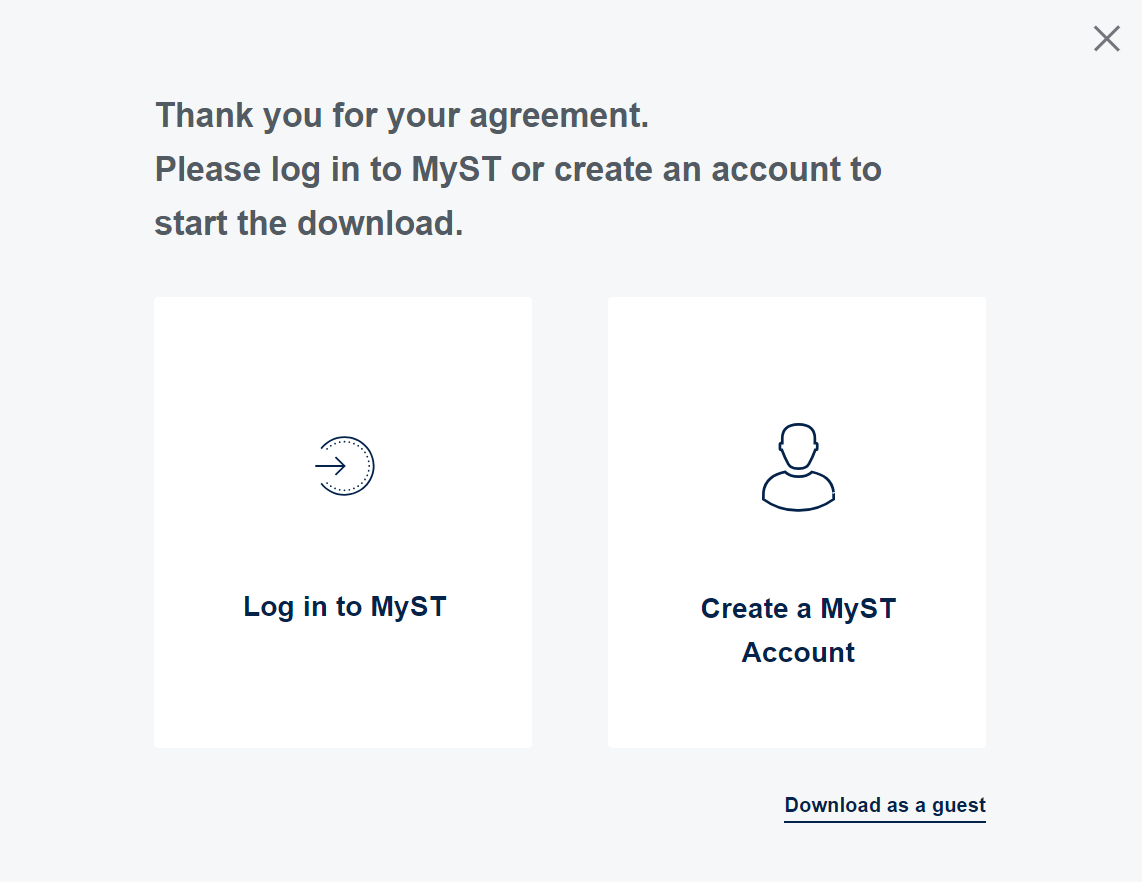 Thank you for your agreement.
Please log in to MyST or create an account to
start the download.
Log in to MyST
Create a MyST
Account
Download as a guest